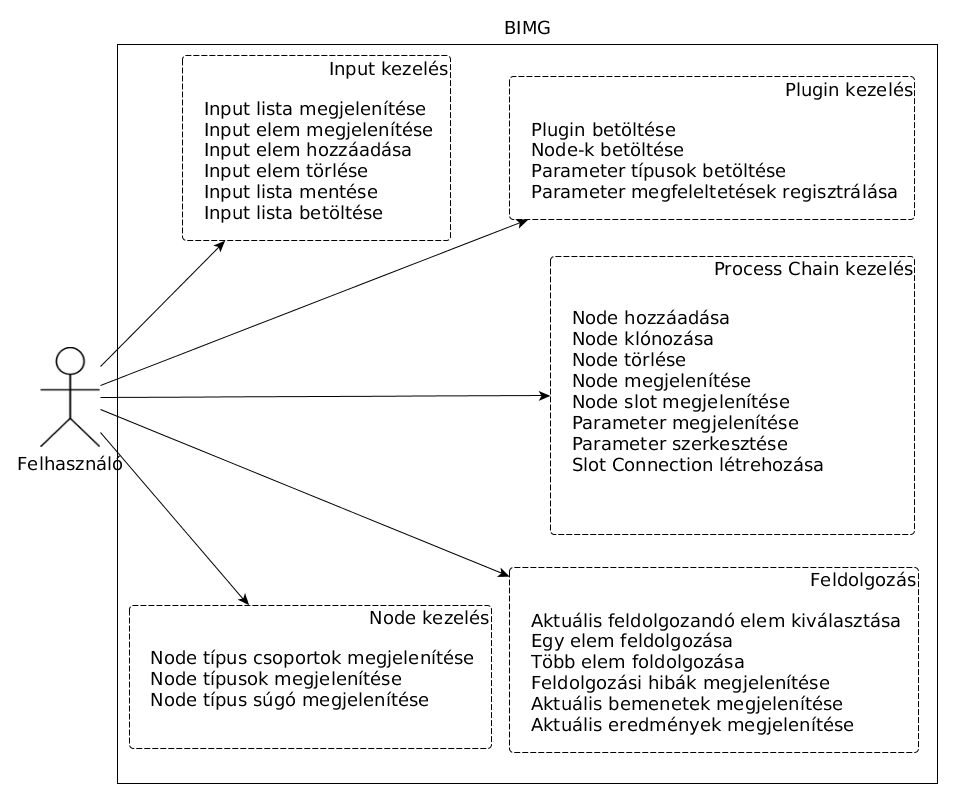 BIMG
Input kezelés
Input lista megjelenítése
Input elem megjelenítése
Input elem hozzáadása
Input elem törlése
Input lista mentése
Input lista betöltése
Plugin kezelés
Plugin betöltése
Node-k betöltése
Parameter típusok betöltése
Parameter megfeleltetések regisztrálása
Process Chain kezelés
Node hozzáadása
Node klónozása
Node törlése
Node megjelenítése
Node slot megjelenítése
Parameter megjelenítése
Parameter szerkesztése
Slot Connection létrehozása
Felhasználó
Node kezelés
Node típus csoportok megjelenítése
Node típusok megjelenítése
Node típus súgó megjelenítése
Feldolgozás
Aktuális feldolgozandó elem kiválasztása
Egy elem feldolgozása
Több elem foldolgozása
Feldolgozási hibák megjelenítése
Aktuális bemenetek megjelenítése
Aktuális eredmények megjelenítése